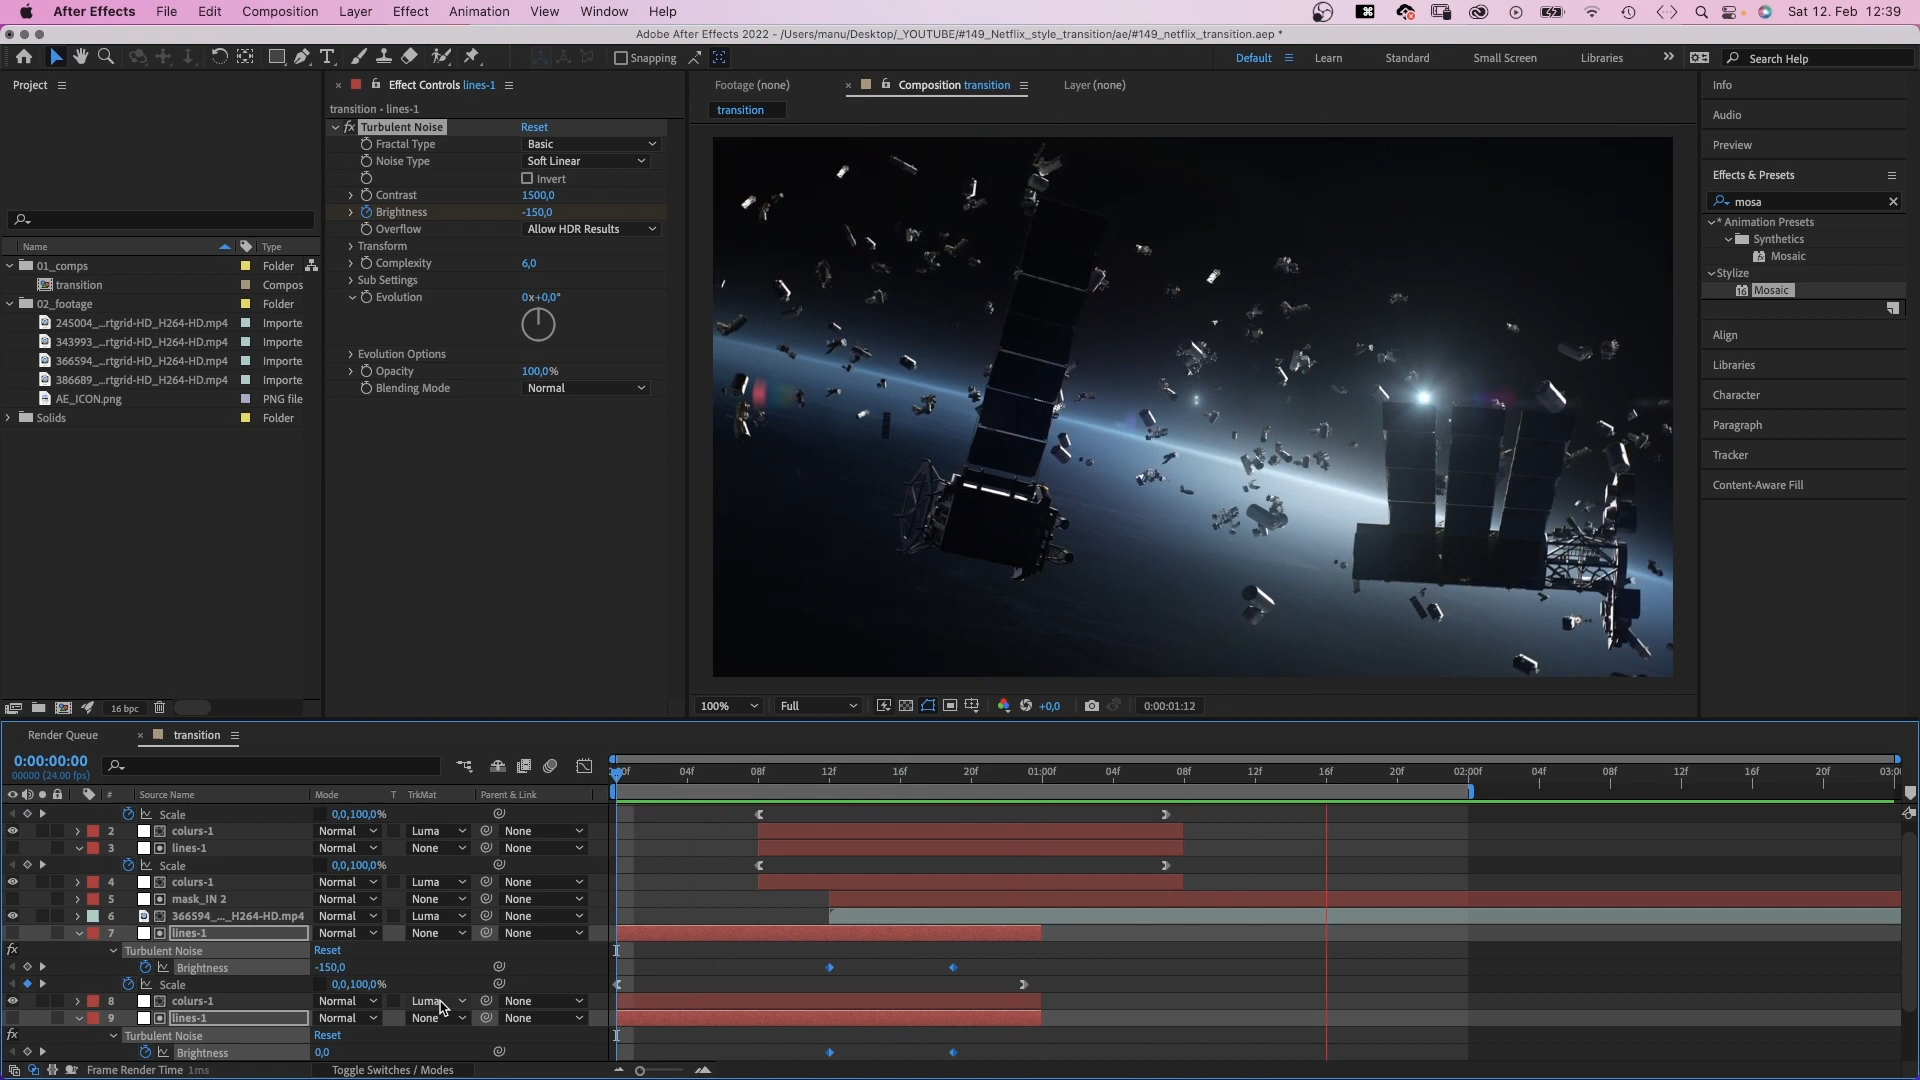 After Effects File Edit Composition Layer Effect Animation View Window Help Sat 12. Feb 12:39
Adobe After Effects 2022 - /Users/manu/Desktop/_YOUTUBE/#149_Netflix_style_transition/ae/#149_netflix_transition.aep *
Snapping Default Learn Standard Small Screen Libraries Search Help
Project
Name Type
01_comps Folder
transition Compos
02_footage Folder
245004_...rtgrid-HD_H264-HD.mp4 Importe
343993_...rtgrid-HD_H264-HD.mp4 Importe
366594_...rtgrid-HD_H264-HD.mp4 Importe
386689_...rtgrid-HD_H264-HD.mp4 Importe
AE_ICON.png PNG file
Solids Folder
16 bpc
Effect Controls lines-1
transition • lines-1
fx Turbulent Noise Reset
Fractal Type Basic
Noise Type Soft Linear
Invert
Contrast 1500,0
Brightness -150,0
Overflow Allow HDR Results
Transform
Complexity 6,0
Sub Settings
Evolution 0x+0,0°
Evolution Options
Opacity 100,0%
Blending Mode Normal
Footage (none) Composition transition Layer (none)
transition
100% Full +0,0 0:00:01:12
Info
Audio
Preview
Effects & Presets
mosa
* Animation Presets
Synthetics
Mosaic
Stylize
16 Mosaic
Align
Libraries
Character
Paragraph
Tracker
Content-Aware Fill
Render Queue transition
0:00:00:00
00000 (24.00 fps)
04f 08f 12f 16f 20f 01:00f 04f 08f 12f 16f 20f 02:00f 04f 08f 12f 16f 20f
# Source Name Mode T TrkMat Parent & Link
Scale 0,0,100,0%
2 colurs-1 Normal Luma None
3 lines-1 Normal None None
Scale 0,0,100,0%
4 colurs-1 Normal Luma None
5 mask_IN 2 Normal None None
6 366594_..._H264-HD.mp4 Normal Luma None
7 lines-1 Normal None None
fx Turbulent Noise Reset
Brightness -150,0
Scale 0,0,100,0%
8 colurs-1 Normal Luma None
9 lines-1 Normal None None
fx Turbulent Noise Reset
Brightness 0,0
Frame Render Time 1ms Toggle Switches / Modes